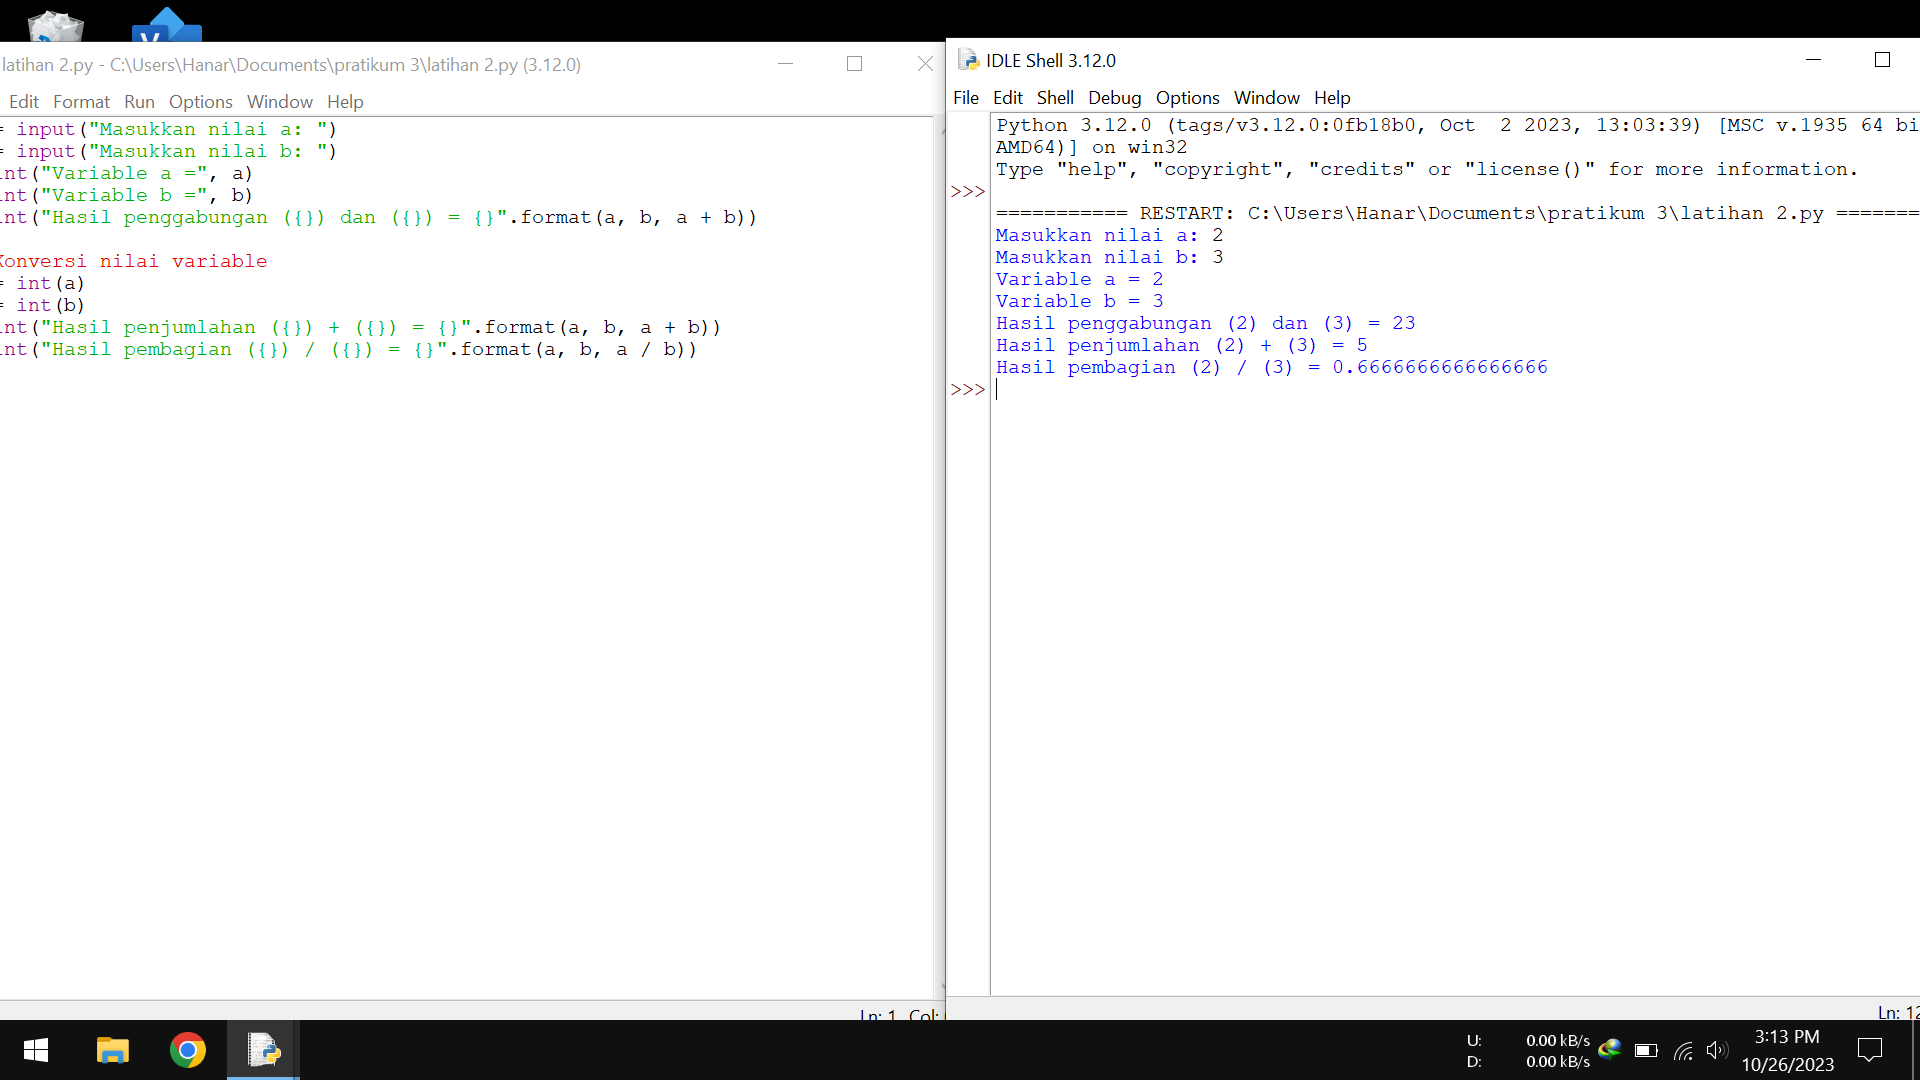 latihan 2.py - C:\Users\Hanar\Documents\pratikum 3\latihan 2.py (3.12.0)
Edit Format Run Options Window Help
= input("Masukkan nilai a: ")
= input("Masukkan nilai b: ")
int("Variable a =", a)
int("Variable b =", b)
int("Hasil penggabungan ({}) dan ({}) = {}".format(a, b, a + b))
Konversi nilai variable
= int(a)
= int(b)
int("Hasil penjumlahan ({}) + ({}) = {}".format(a, b, a + b))
int("Hasil pembagian ({}) / ({}) = {}".format(a, b, a / b))
Ln: 1 Col:
IDLE Shell 3.12.0
File Edit Shell Debug Options Window Help
Python 3.12.0 (tags/v3.12.0:0fb18b0, Oct  2 2023, 13:03:39) [MSC v.1935 64 bi
AMD64)] on win32
Type "help", "copyright", "credits" or "license()" for more information.
>>>
=========== RESTART: C:\Users\Hanar\Documents\pratikum 3\latihan 2.py =======
Masukkan nilai a: 2
Masukkan nilai b: 3
Variable a = 2
Variable b = 3
Hasil penggabungan (2) dan (3) = 23
Hasil penjumlahan (2) + (3) = 5
Hasil pembagian (2) / (3) = 0.6666666666666666
>>>
Ln: 12
U: 0.00 kB/s
D: 0.00 kB/s
3:13 PM
10/26/2023